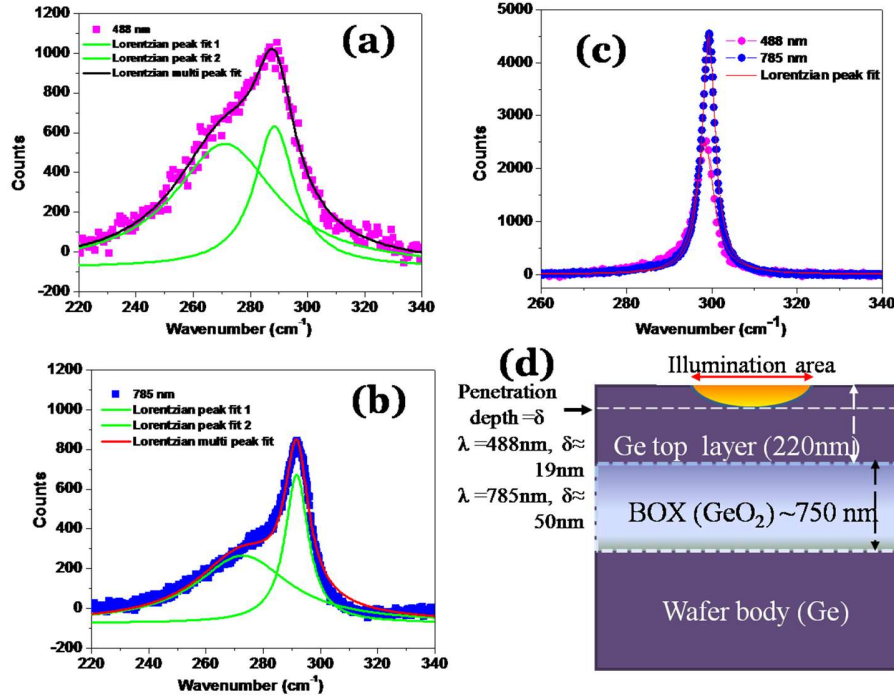 (a)
488 nm
Lorentzian peak fit 1
Lorentzian peak fit 2
Lorentzian multi peak fit
Counts
1200
1000
800
600
400
200
0
-200
220 240 260 280 300 320 340
Wavenumber (cm-1)
(b)
785 nm
Lorentzian peak fit 1
Lorentzian peak fit 2
Lorentzian multi peak fit
Counts
1200
1000
800
600
400
200
0
-200
220 240 260 280 300 320 340
Wavenumber (cm-1)
(c)
488 nm
785 nm
Lorentzian peak fit
Counts
5000
4000
3000
2000
1000
0
260 280 300 320 340
Wavenumber (cm-1)
(d)
Illumination area
Penetration
depth =δ
λ =488nm, δ≈
19nm
λ =785nm, δ≈
50nm
Ge top layer (220nm)
BOX (GeO2) ~750 nm
Wafer body (Ge)